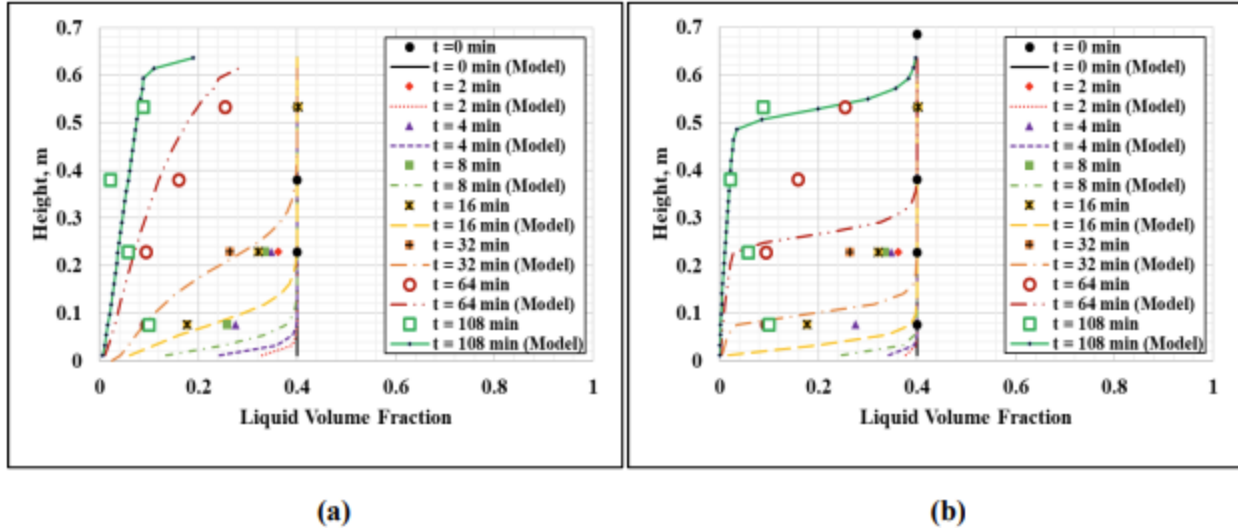 0.7
0.6
0.5
0.4
0.3
0.2
0.1
0
Height, m
0 0.2 0.4 0.6 0.8 1
Liquid Volume Fraction
t =0 min
t = 0 min (Model)
t = 2 min
t = 2 min (Model)
t = 4 min
t = 4 min (Model)
t = 8 min
t = 8 min (Model)
t = 16 min
t = 16 min (Model)
t = 32 min
t = 32 min (Model)
t = 64 min
t = 64 min (Model)
t = 108 min
t = 108 min (Model)
(a)
0.7
0.6
0.5
0.4
0.3
0.2
0.1
0
Height, m
0 0.2 0.4 0.6 0.8 1
Liquid Volume Fraction
t =0 min
t = 0 min (Model)
t = 2 min
t = 2 min (Model)
t = 4 min
t = 4 min (Model)
t = 8 min
t = 8 min (Model)
t = 16 min
t = 16 min (Model)
t = 32 min
t = 32 min (Model)
t = 64 min
t = 64 min (Model)
t = 108 min
t = 108 min (Model)
(b)